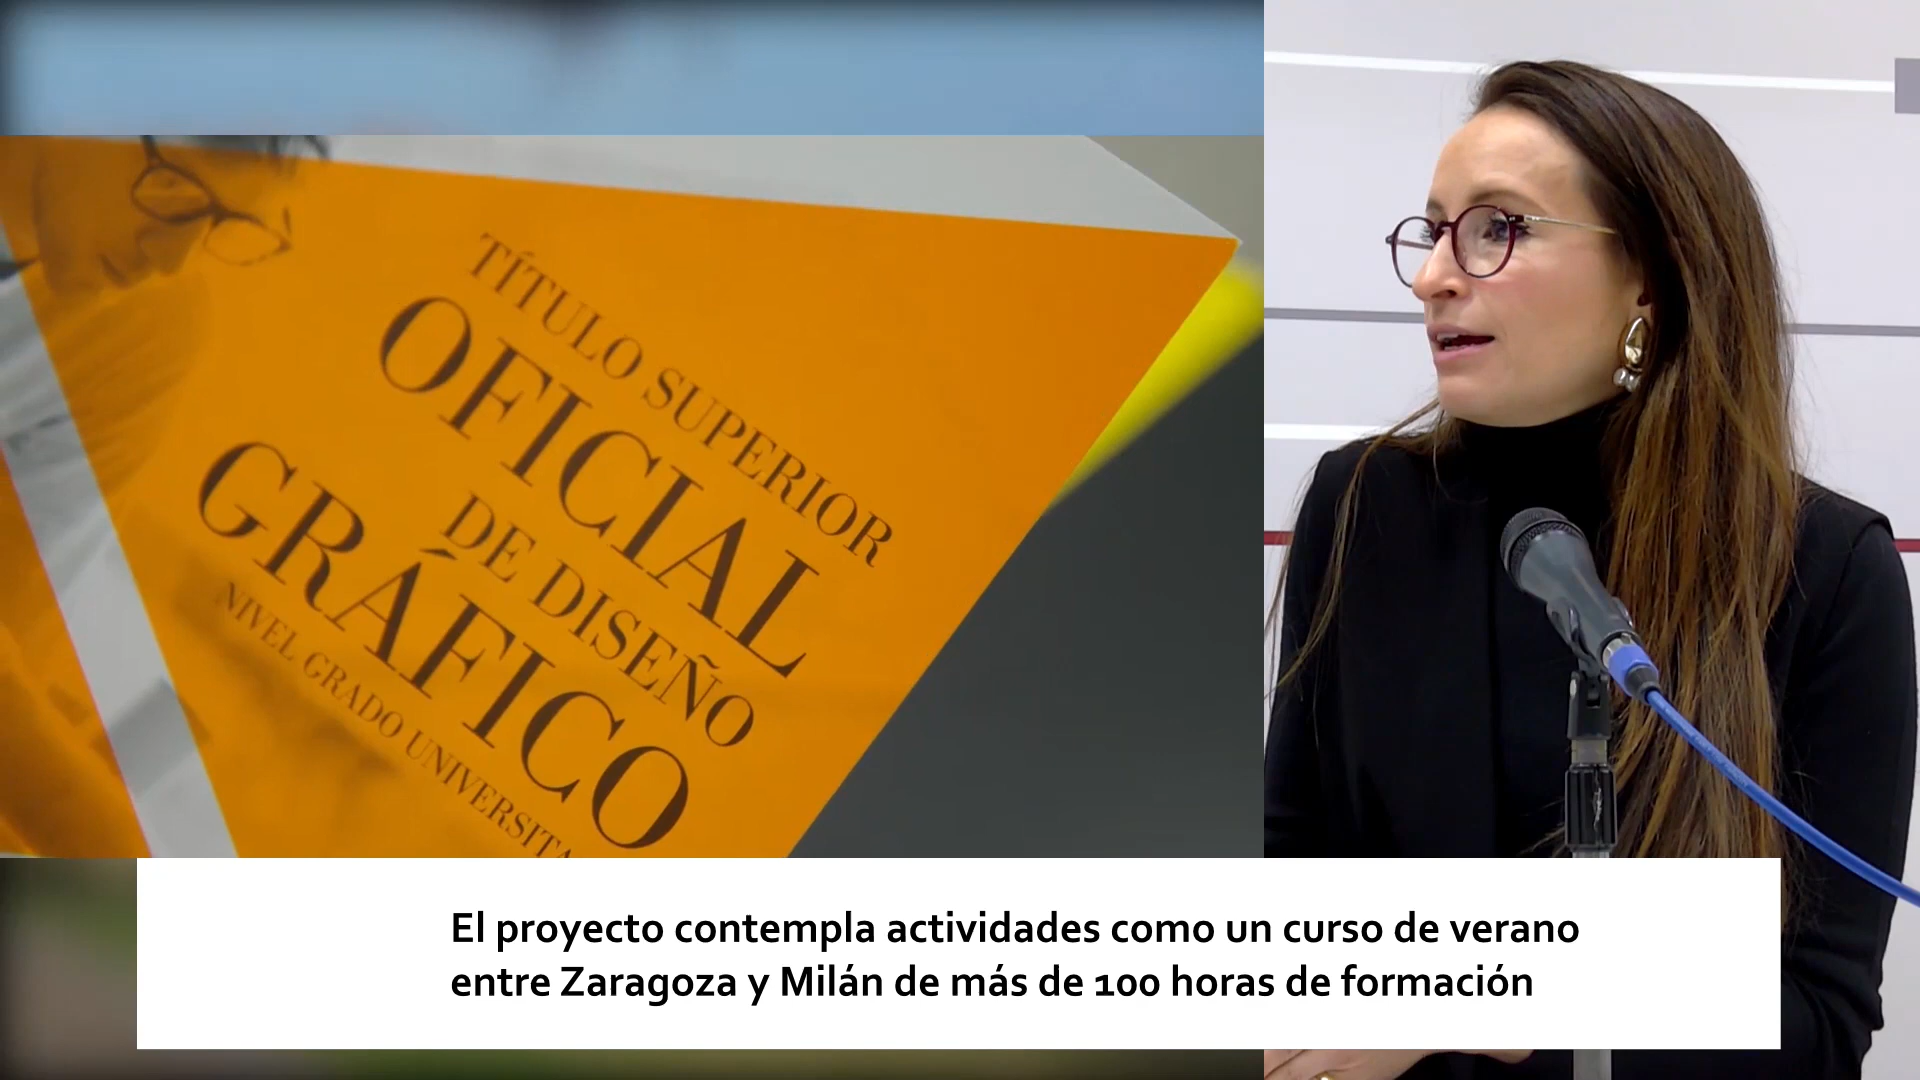 TÍTULO SUPERIOR
OFICIAL
DE DISEÑO
GRÁFICO
NIVEL GRADO UNIVERSITA
El proyecto contempla actividades como un curso de verano
entre Zaragoza y Milán de más de 100 horas de formación